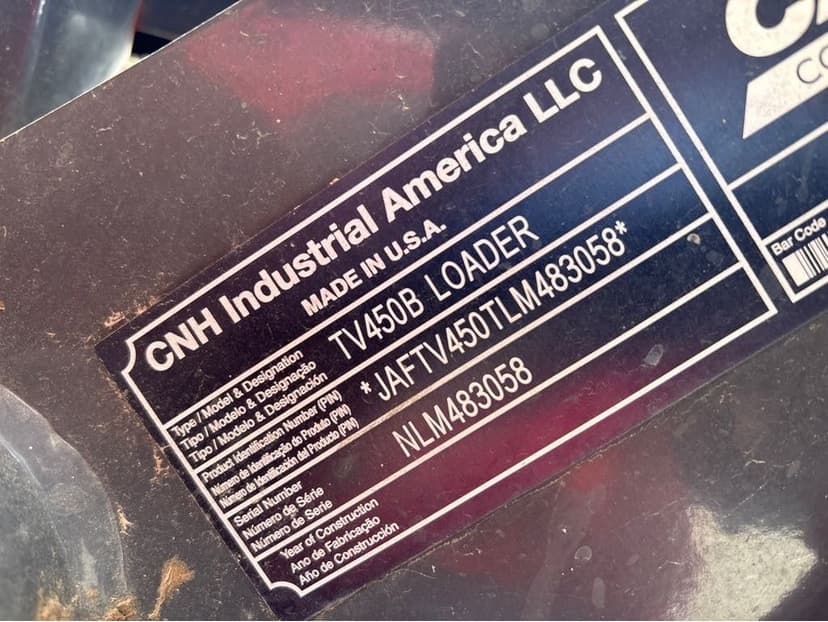 CNH Industrial America LLC
MADE IN U.S.A.
Type / Model & Designation
Tipo / Modelo & Designação
Tipo / Modelo & Designación
TV450B LOADER
Product Identification Number (PIN)
Número de Identificação do Produto (PIN)
Número de Identificación del Producto (PIN)
*JAFTV450TLM483058*
Serial Number
Número de Série
Número de Serie
NLM483058
Year of Construction
Ano de Fabricação
Año de Construcción
Bar Code